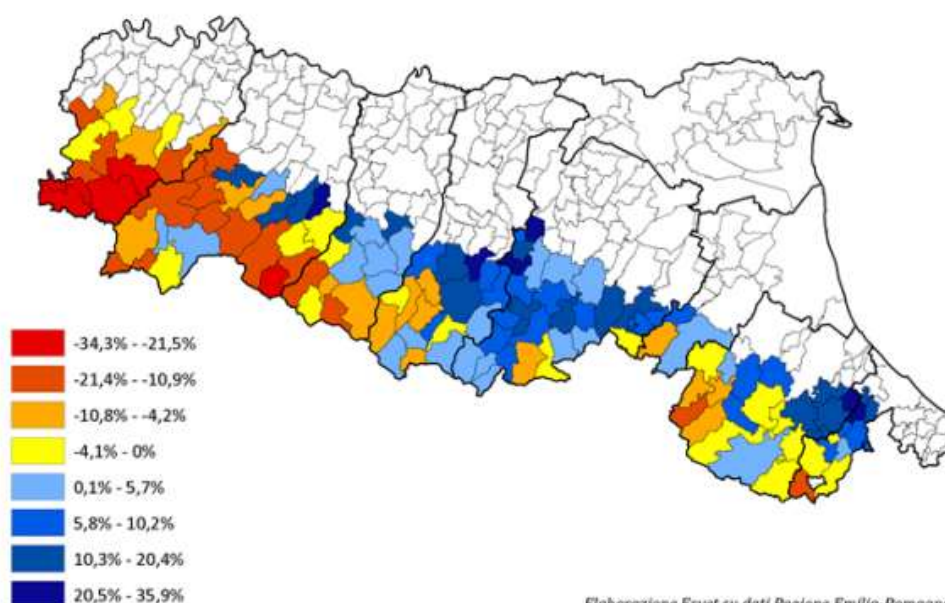 -34,3% - -21,5%
-21,4% - -10,9%
-10,8% - -4,2%
-4,1% - 0%
0,1% - 5,7%
5,8% - 10,2%
10,3% - 20,4%
20,5% - 35,9%
Elaborazione Ervet su dati Regione Emilia-Romagna